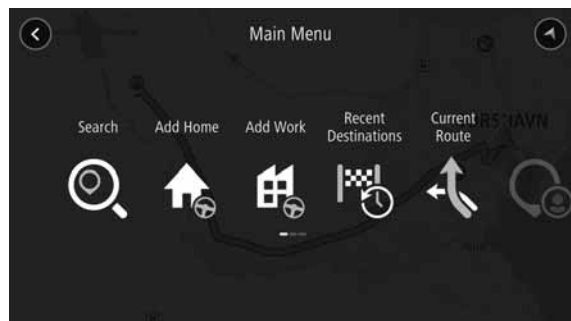 Main Menu
Search
Add Home
Add Work
Recent
Destinations
Current
Route